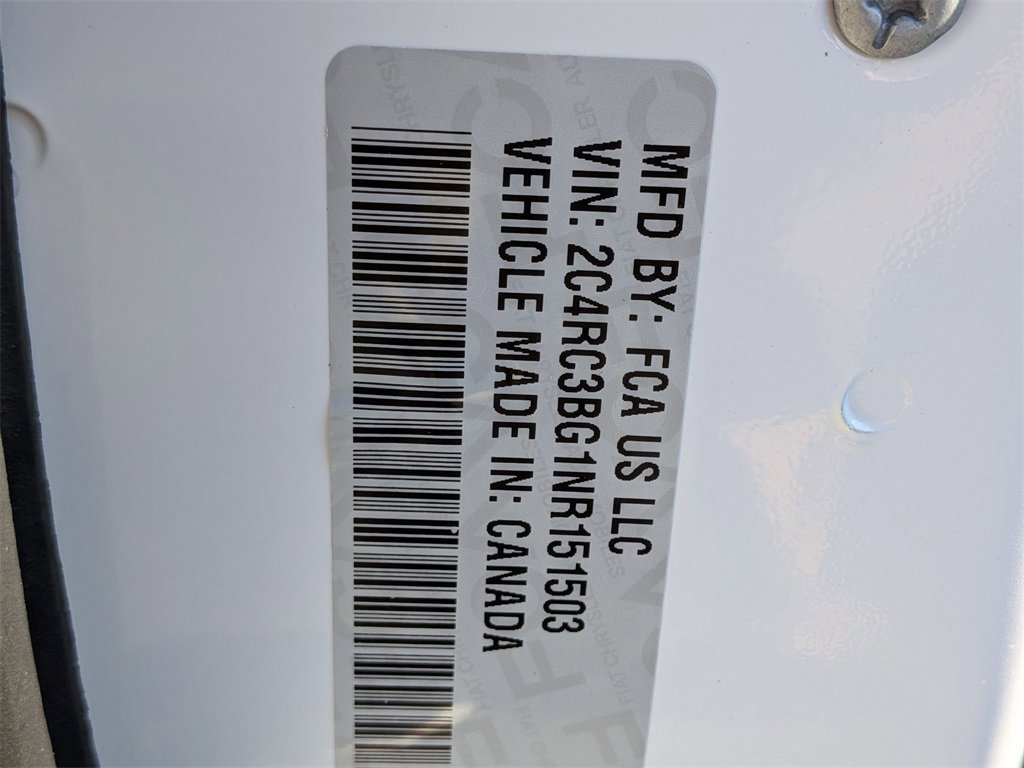 MFD BY: FCA US LLC
VIN: 2C4RC3BG1NR151503
VEHICLE MADE IN: CANADA